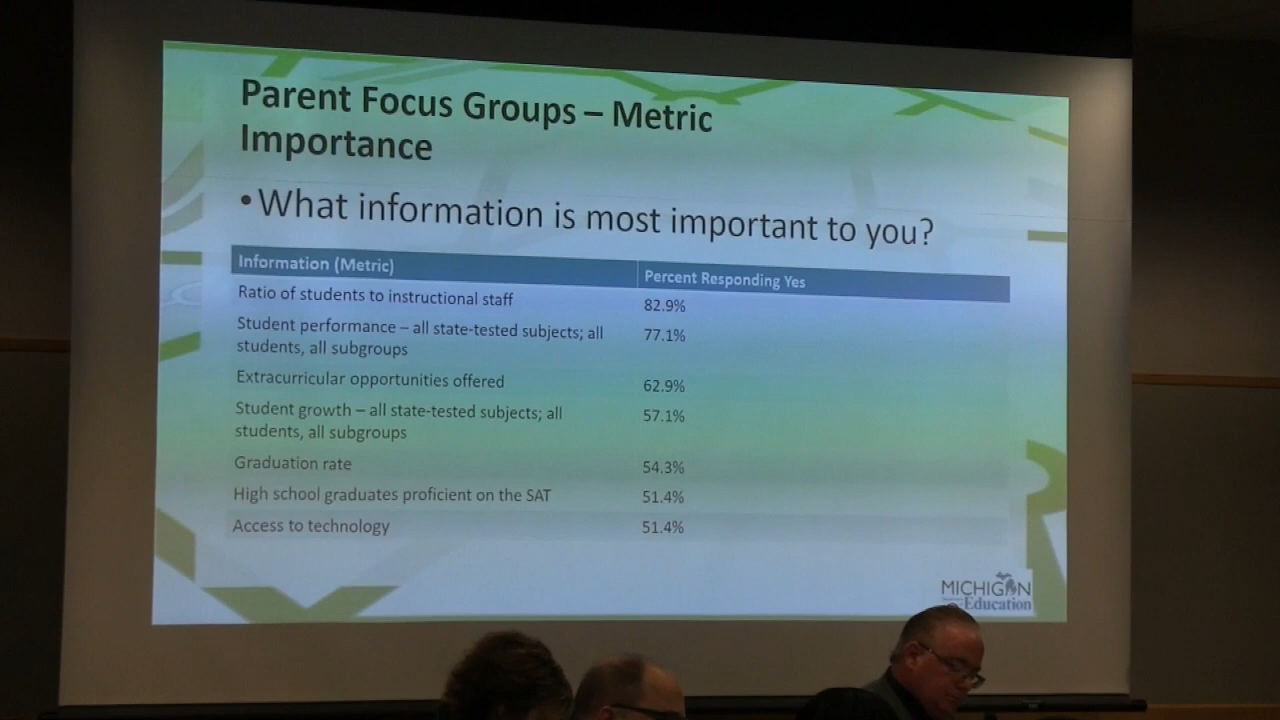 Parent Focus Groups – Metric
Importance
• What information is most important to you?
Information (Metric) Percent Responding Yes
Ratio of students to instructional staff 82.9%
Student performance – all state-tested subjects; all 77.1%
students, all subgroups
Extracurricular opportunities offered 62.9%
Student growth – all state-tested subjects; all 57.1%
students, all subgroups
Graduation rate 54.3%
High school graduates proficient on the SAT 51.4%
Access to technology 51.4%
MICHIGAN
Education